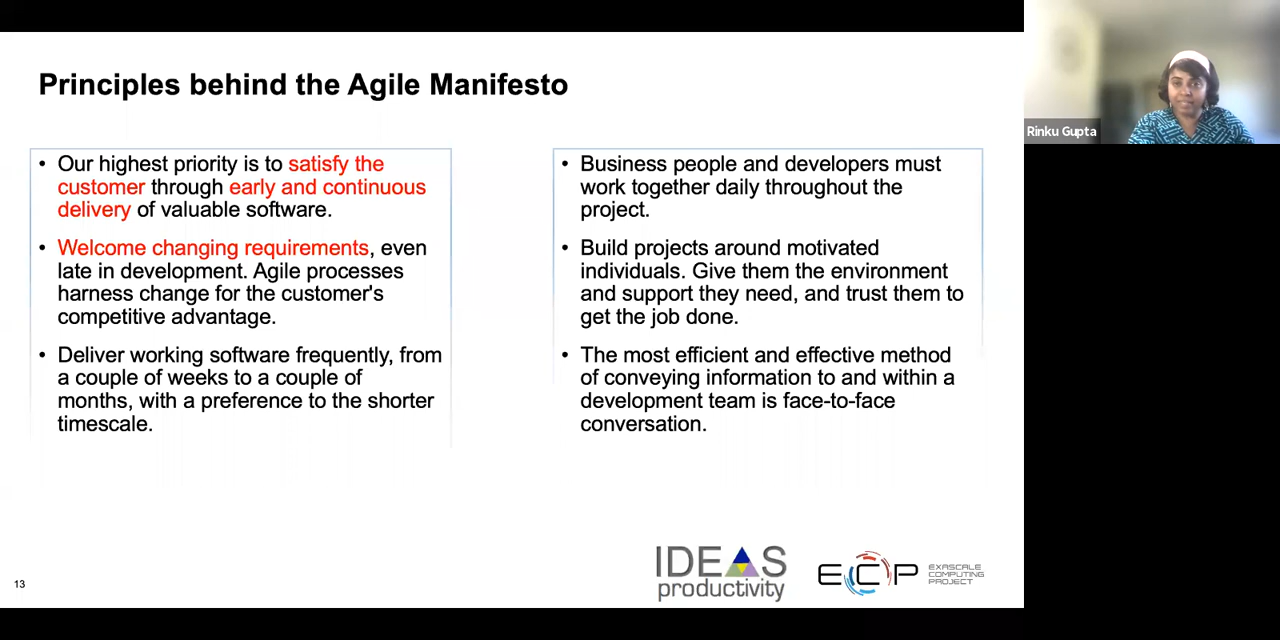 Principles behind the Agile Manifesto
• Our highest priority is to satisfy the
customer through early and continuous
delivery of valuable software.
• Welcome changing requirements, even
late in development. Agile processes
harness change for the customer's
competitive advantage.
• Deliver working software frequently, from
a couple of weeks to a couple of
months, with a preference to the shorter
timescale.
• Business people and developers must
work together daily throughout the
project.
• Build projects around motivated
individuals. Give them the environment
and support they need, and trust them to
get the job done.
• The most efficient and effective method
of conveying information to and within a
development team is face-to-face
conversation.
13
IDEAS
productivity
ECP
EXASCALE
COMPUTING
PROJECT
Rinku Gupta